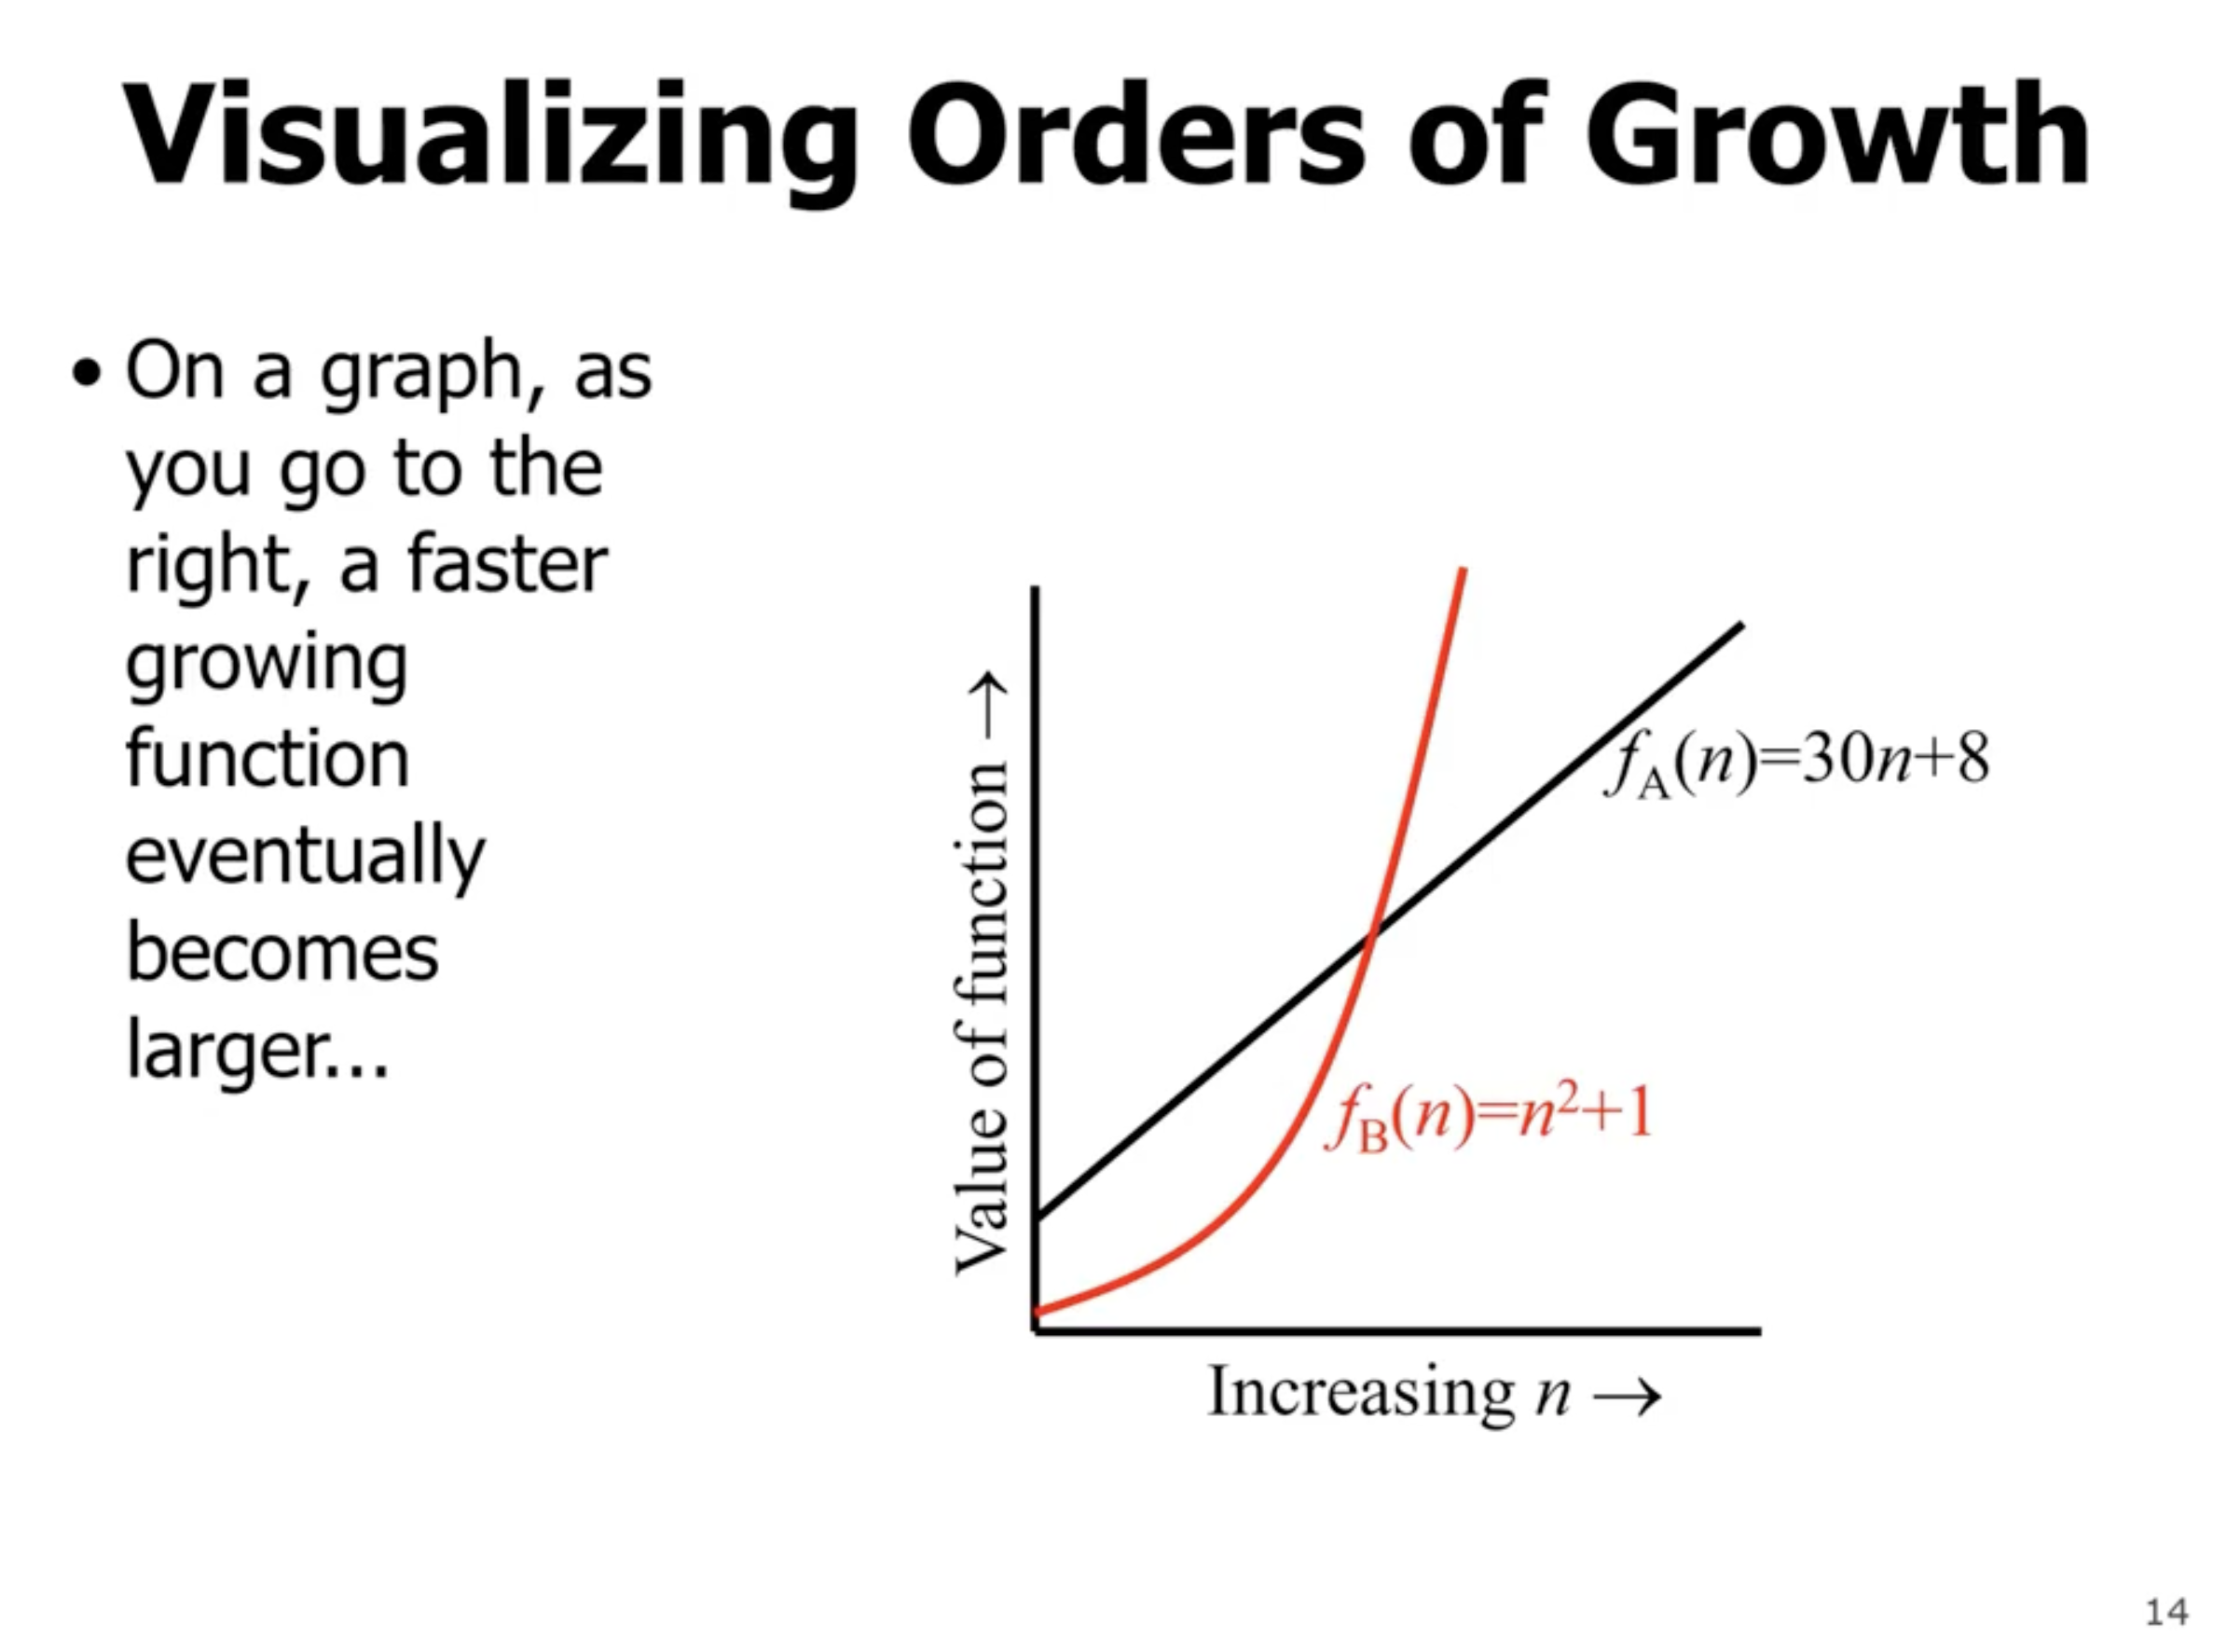 Visualizing Orders of Growth
• On a graph, as
you go to the
right, a faster
growing
function
eventually
becomes
larger...
Value of function →
f_A(n)=30n+8
f_B(n)=n²+1
Increasing n →
14